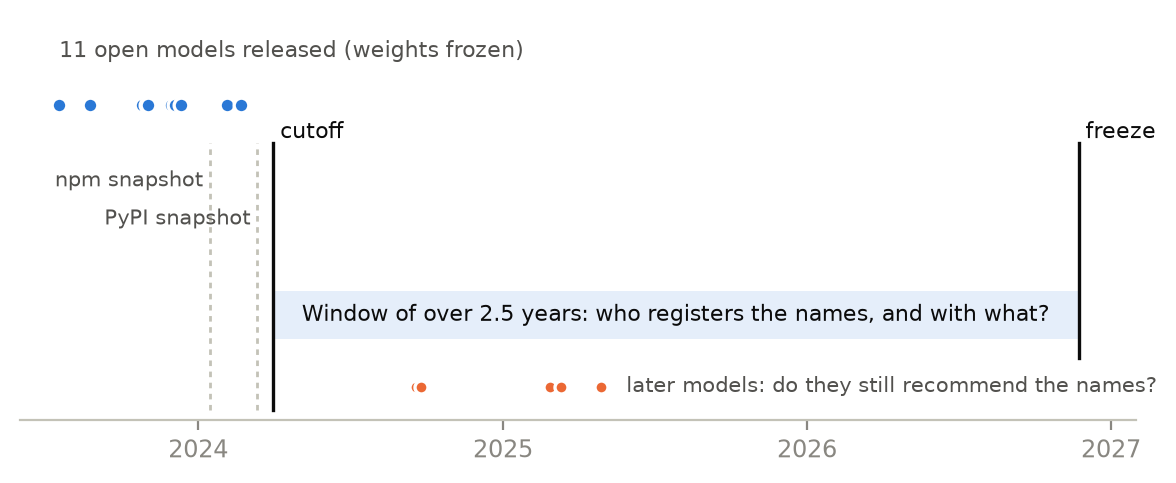 11 open models released (weights frozen)
cutoff
freeze
npm snapshot
PyPI snapshot
Window of over 2.5 years: who registers the names, and with what?
later models: do they still recommend the names?
2024
2025
2026
2027